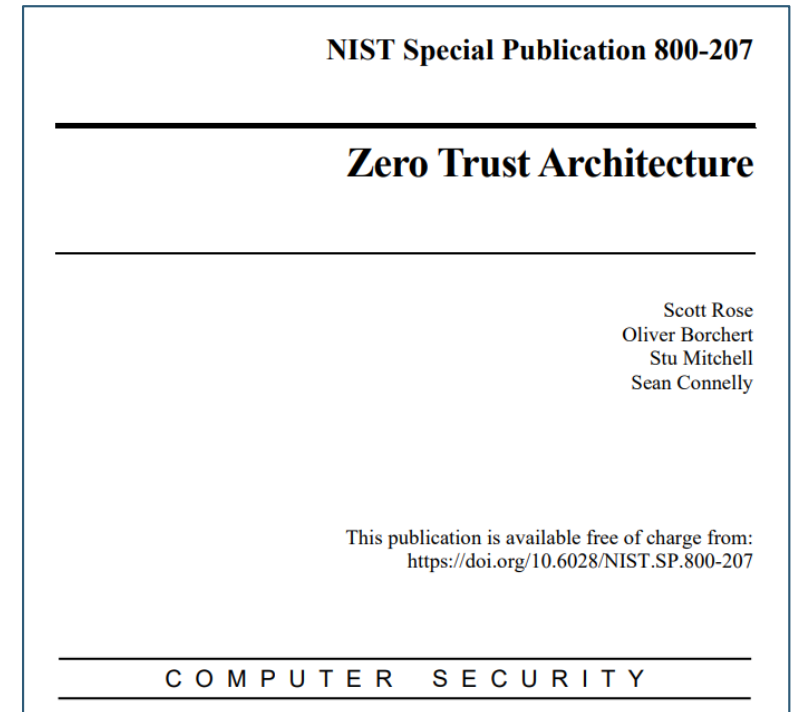 NIST Special Publication 800-207
Zero Trust Architecture
Scott Rose
Oliver Borchert
Stu Mitchell
Sean Connelly
This publication is available free of charge from:
https://doi.org/10.6028/NIST.SP.800-207
COMPUTER SECURITY